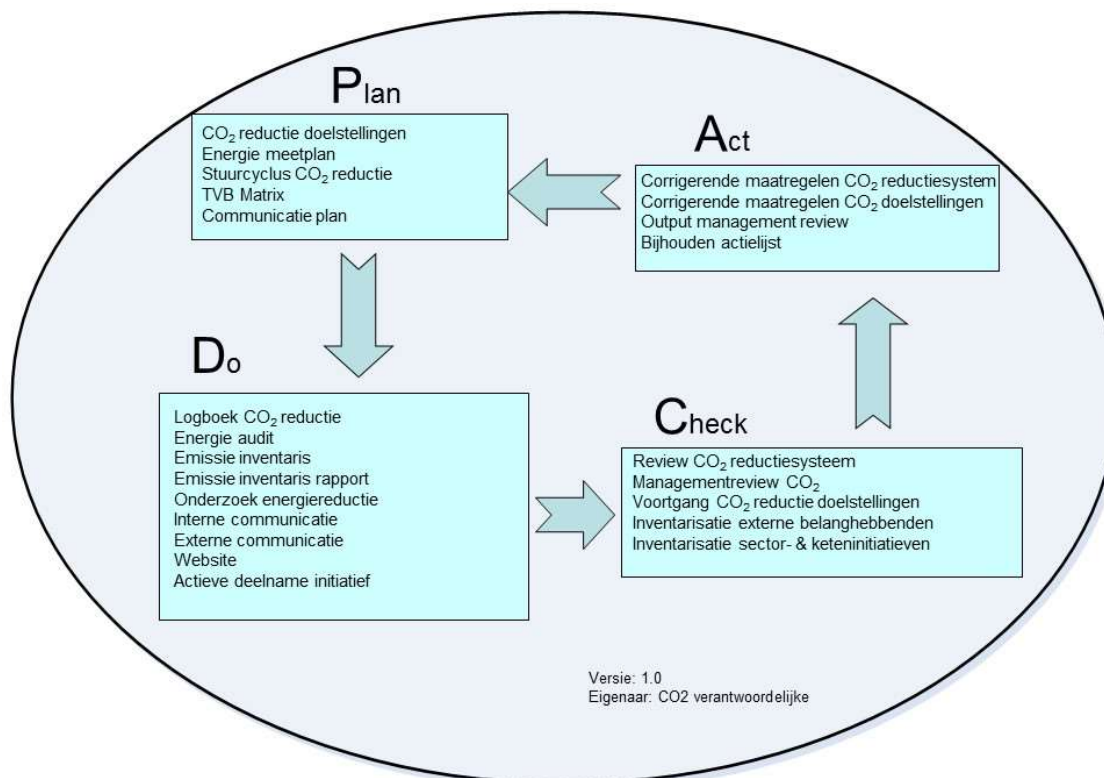 Plan
CO₂ reductie doelstellingen
Energie meetplan
Stuurcyclus CO₂ reductie
TVB Matrix
Communicatie plan
Do
Logboek CO₂ reductie
Energie audit
Emissie inventaris
Emissie inventaris rapport
Onderzoek energiereductie
Interne communicatie
Externe communicatie
Website
Actieve deelname initiatief
Check
Review CO₂ reductiesysteem
Managementreview CO₂
Voortgang CO₂ reductie doelstellingen
Inventarisatie externe belanghebbenden
Inventarisatie sector- & keteninitiatieven
Act
Corrigerende maatregelen CO₂ reductiesystem
Corrigerende maatregelen CO₂ doelstellingen
Output management review
Bijhouden actielijst
Versie: 1.0
Eigenaar: CO2 verantwoordelijke